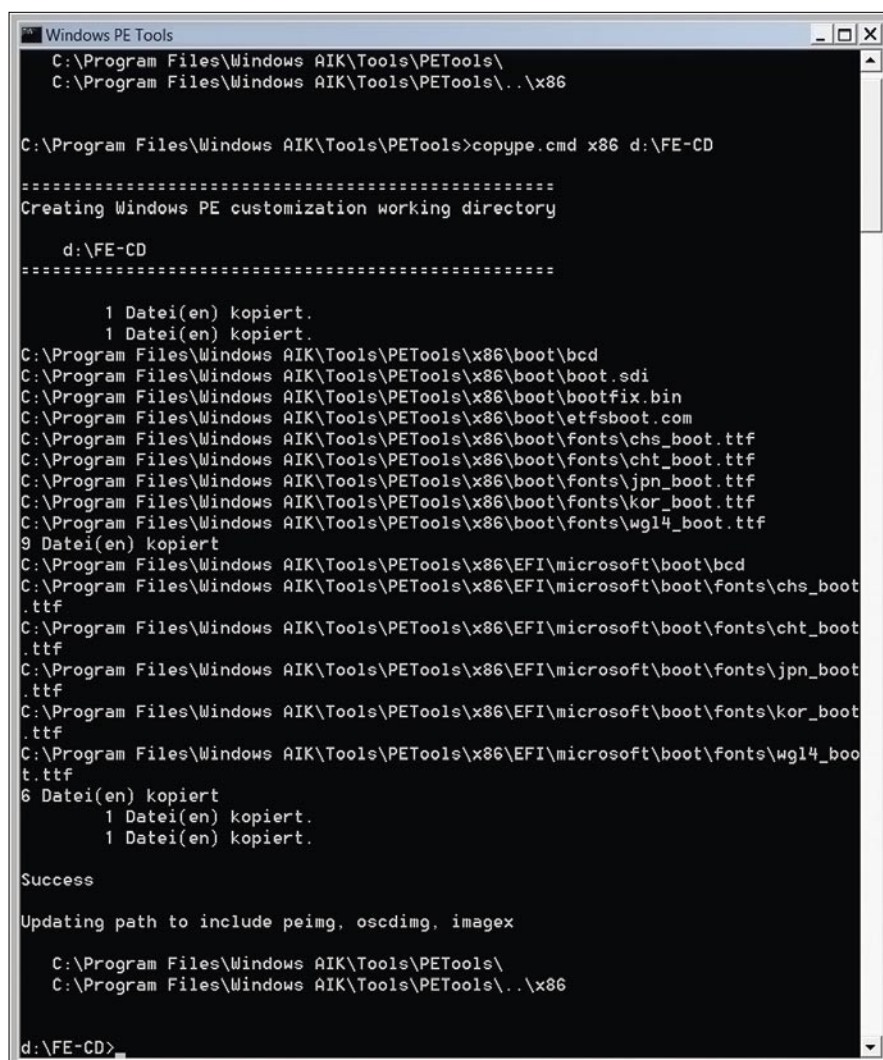 Windows PE Tools
C:\Program Files\Windows AIK\Tools\PETools\
C:\Program Files\Windows AIK\Tools\PETools\..\x86
C:\Program Files\Windows AIK\Tools\PETools>copype.cmd x86 d:\FE-CD
===================================================
Creating Windows PE customization working directory
d:\FE-CD
===================================================
1 Datei(en) kopiert.
1 Datei(en) kopiert.
C:\Program Files\Windows AIK\Tools\PETools\x86\boot\bcd
C:\Program Files\Windows AIK\Tools\PETools\x86\boot\boot.sdi
C:\Program Files\Windows AIK\Tools\PETools\x86\boot\bootfix.bin
C:\Program Files\Windows AIK\Tools\PETools\x86\boot\etfsboot.com
C:\Program Files\Windows AIK\Tools\PETools\x86\boot\fonts\chs_boot.ttf
C:\Program Files\Windows AIK\Tools\PETools\x86\boot\fonts\cht_boot.ttf
C:\Program Files\Windows AIK\Tools\PETools\x86\boot\fonts\jpn_boot.ttf
C:\Program Files\Windows AIK\Tools\PETools\x86\boot\fonts\kor_boot.ttf
C:\Program Files\Windows AIK\Tools\PETools\x86\boot\fonts\wgl4_boot.ttf
9 Datei(en) kopiert
C:\Program Files\Windows AIK\Tools\PETools\x86\EFI\microsoft\boot\bcd
C:\Program Files\Windows AIK\Tools\PETools\x86\EFI\microsoft\boot\fonts\chs_boot
.ttf
C:\Program Files\Windows AIK\Tools\PETools\x86\EFI\microsoft\boot\fonts\cht_boot
.ttf
C:\Program Files\Windows AIK\Tools\PETools\x86\EFI\microsoft\boot\fonts\jpn_boot
.ttf
C:\Program Files\Windows AIK\Tools\PETools\x86\EFI\microsoft\boot\fonts\kor_boot
.ttf
C:\Program Files\Windows AIK\Tools\PETools\x86\EFI\microsoft\boot\fonts\wgl4_boo
t.ttf
6 Datei(en) kopiert
1 Datei(en) kopiert.
1 Datei(en) kopiert.
Success
Updating path to include peimg, oscdimg, imagex
C:\Program Files\Windows AIK\Tools\PETools\
C:\Program Files\Windows AIK\Tools\PETools\..\x86
d:\FE-CD>_